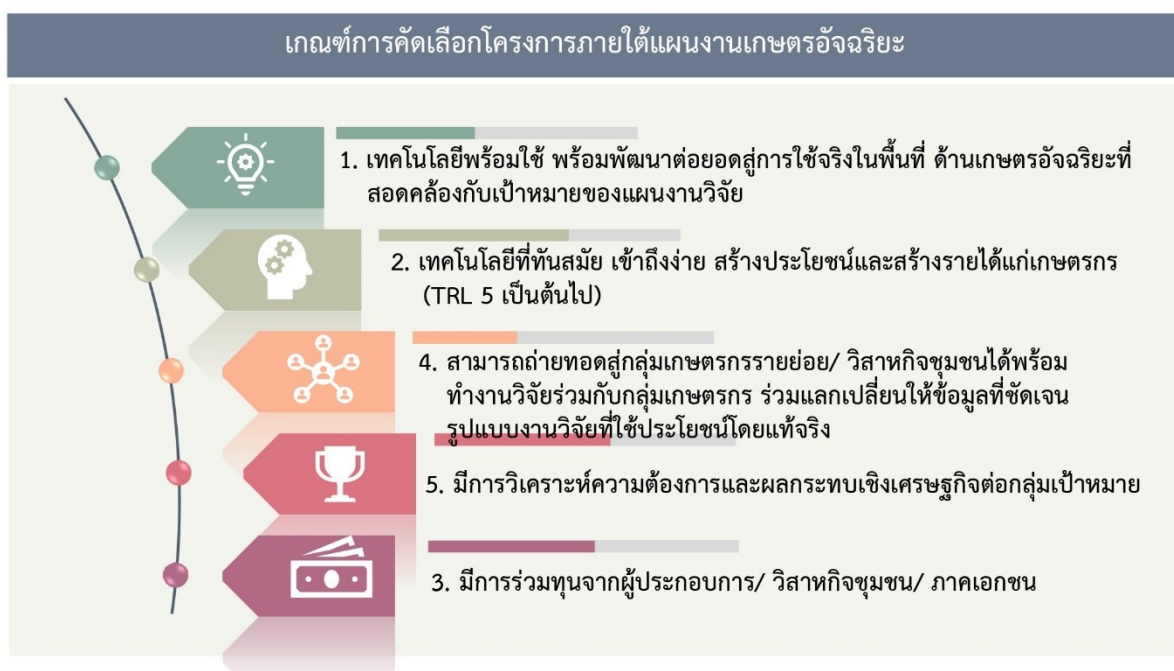 เกณฑ์การคัดเลือกโครงการภายใต้แผนงานเกษตรอัจฉริยะ
1. เทคโนโลยีพร้อมใช้ พร้อมพัฒนาต่อยอดสู่การใช้จริงในพื้นที่ ด้านเกษตรอัจฉริยะที่
สอดคล้องกับเป้าหมายของแผนงานวิจัย
2. เทคโนโลยีที่ทันสมัย เข้าถึงง่าย สร้างประโยชน์และสร้างรายได้แก่เกษตรกร
(TRL 5 เป็นต้นไป)
4. สามารถถ่ายทอดสู่กลุ่มเกษตรกรรายย่อย/ วิสาหกิจชุมชนได้พร้อม
ทำงานวิจัยร่วมกับกลุ่มเกษตรกร ร่วมแลกเปลี่ยนให้ข้อมูลที่ชัดเจน
รูปแบบงานวิจัยที่ใช้ประโยชน์โดยแท้จริง
5. มีการวิเคราะห์ความต้องการและผลกระทบเชิงเศรษฐกิจต่อกลุ่มเป้าหมาย
3. มีการร่วมทุนจากผู้ประกอบการ/ วิสาหกิจชุมชน/ ภาคเอกชน